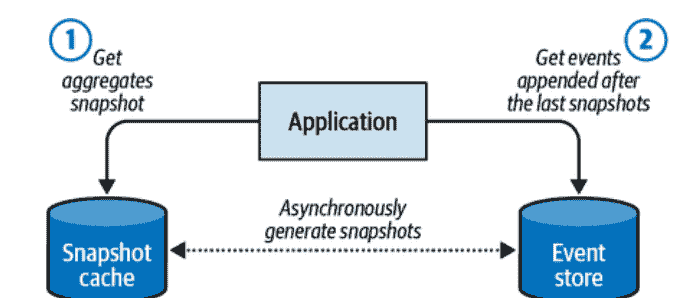 1
Get
aggregates
snapshot
2
Get events
appended after
the last snapshots
Application
Asynchronously
generate snapshots
Snapshot
cache
Event
store